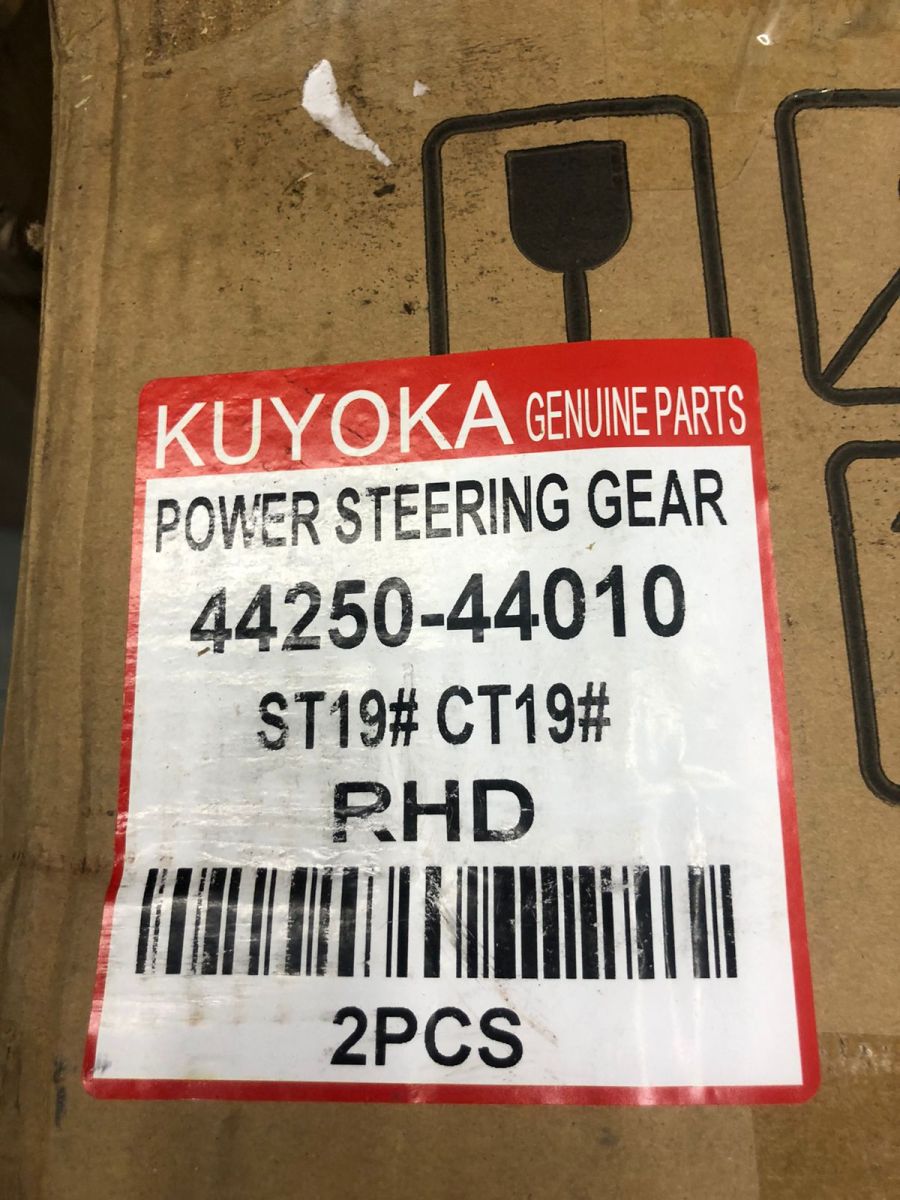 KUYOKA GENUINE PARTS
POWER STEERING GEAR
44250-44010
ST19# CT19#
RHD
2PCS